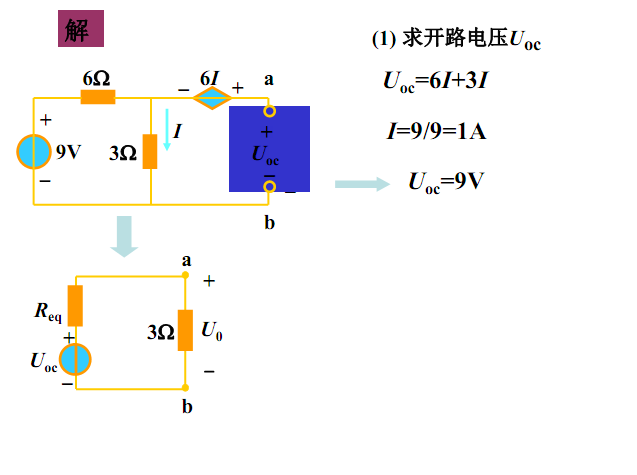 解
(1) 求开路电压Uoc
6Ω
− 6I + a
Uoc=6I+3I
+
I
+
I=9/9=1A
9V
3Ω
Uoc
−
−
Uoc=9V
b
a
+
Req
+
3Ω
U0
Uoc
−
−
b